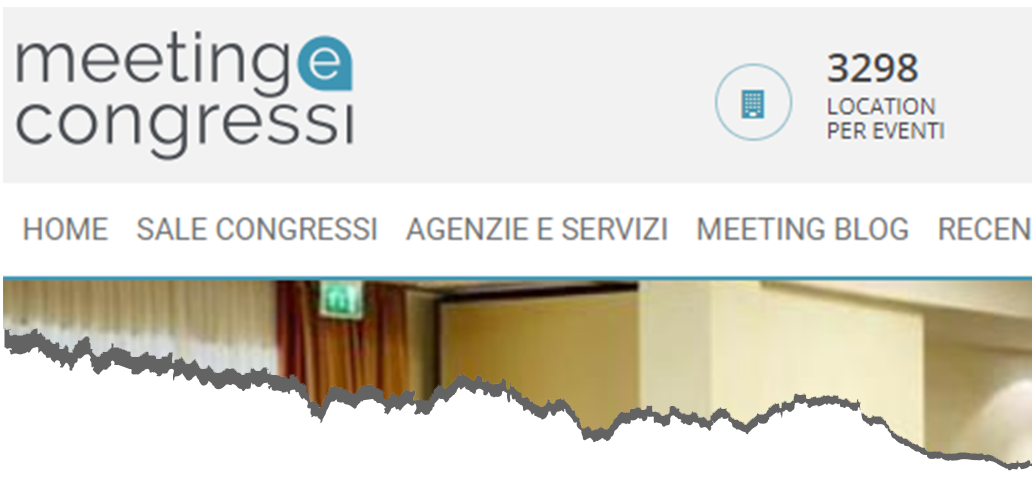 meeting e
congressi
3298
LOCATION
PER EVENTI
HOME SALE CONGRESSI AGENZIE E SERVIZI MEETING BLOG RECEN